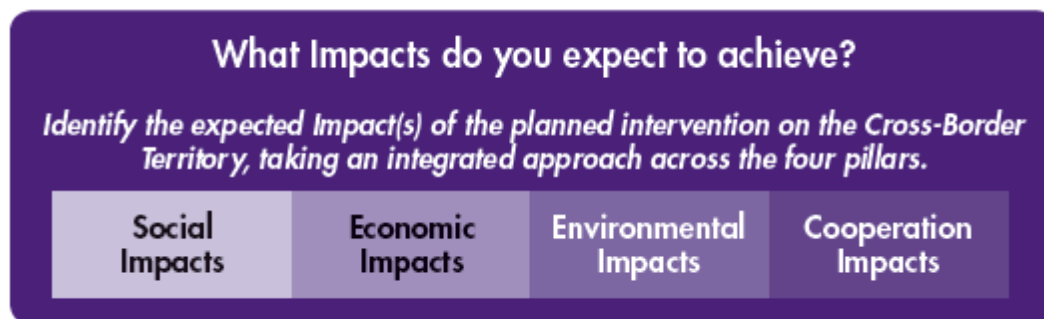 What Impacts do you expect to achieve?
Identify the expected Impact(s) of the planned intervention on the Cross-Border
Territory, taking an integrated approach across the four pillars.
Social
Impacts
Economic
Impacts
Environmental
Impacts
Cooperation
Impacts